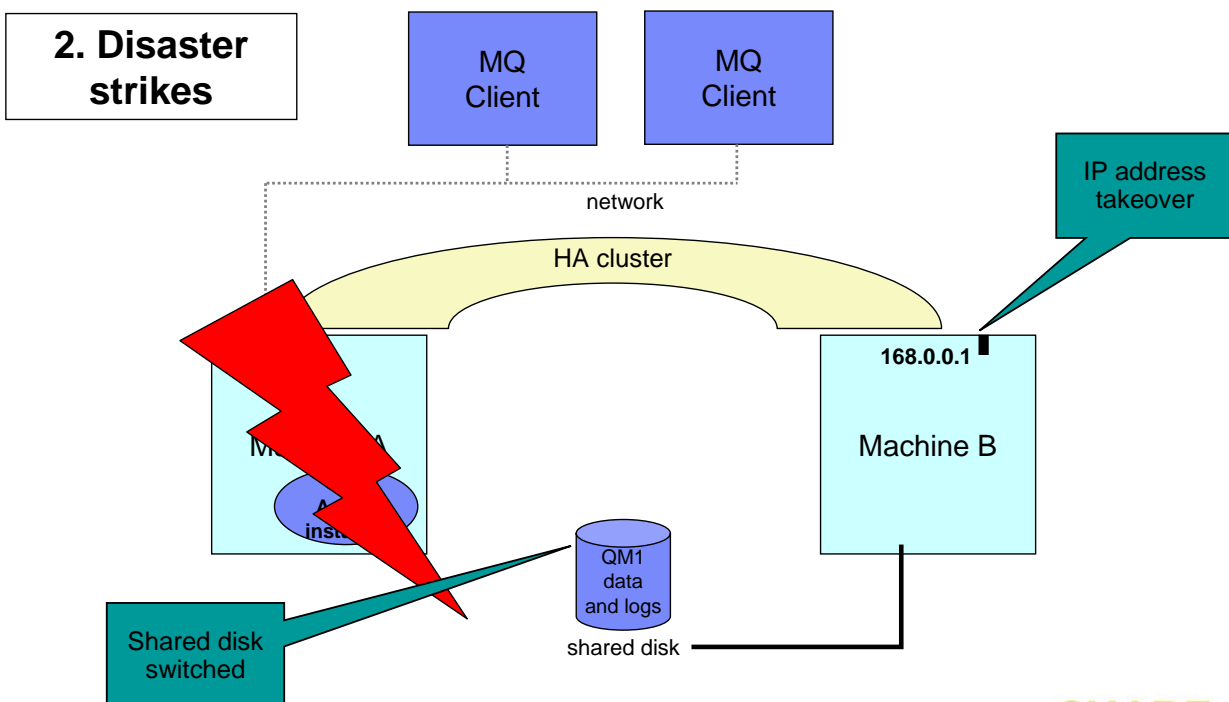 2. Disaster
strikes
MQ
Client
MQ
Client
IP address
takeover
network
HA cluster
168.0.0.1
Machine B
QM1
data
and logs
shared disk
Shared disk
switched